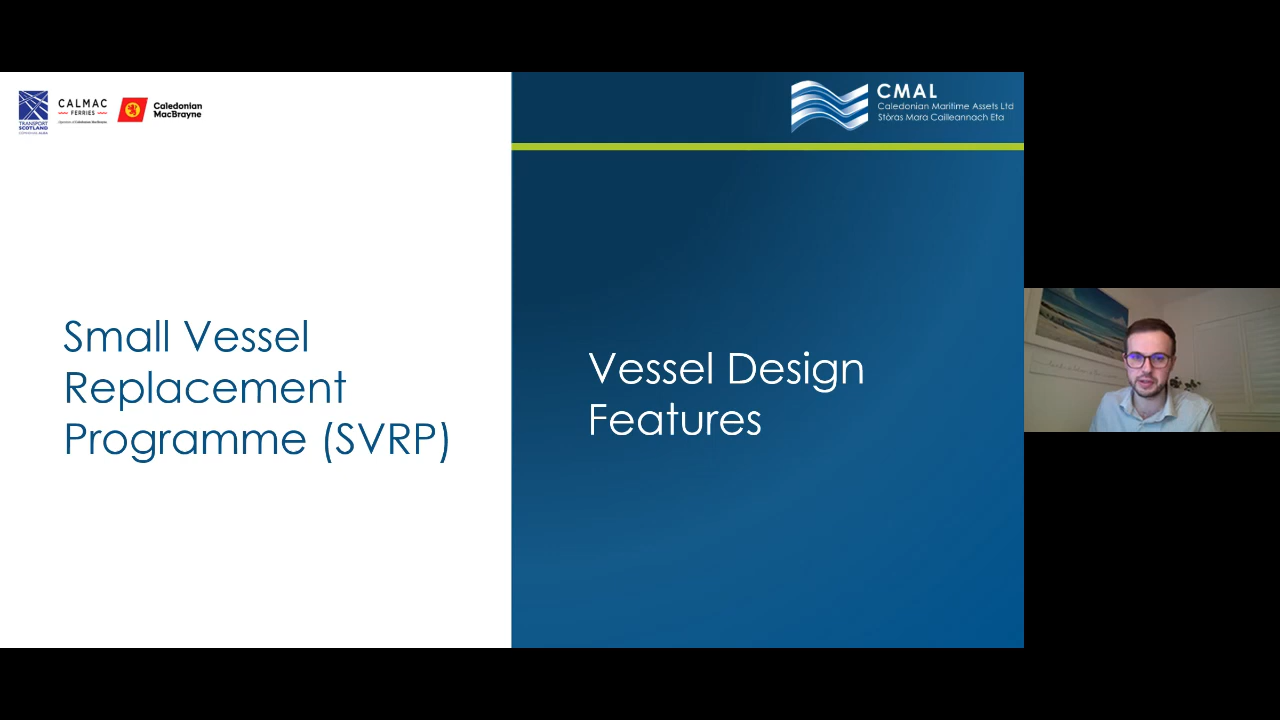 TRANSPORT
SCOTLAND
CALMAC
FERRIES
Caledonian
MacBrayne
CMAL
Caledonian Maritime Assets Ltd
Stòras Mara Cailleannach Eta
Small Vessel
Replacement
Programme (SVRP)
Vessel Design
Features